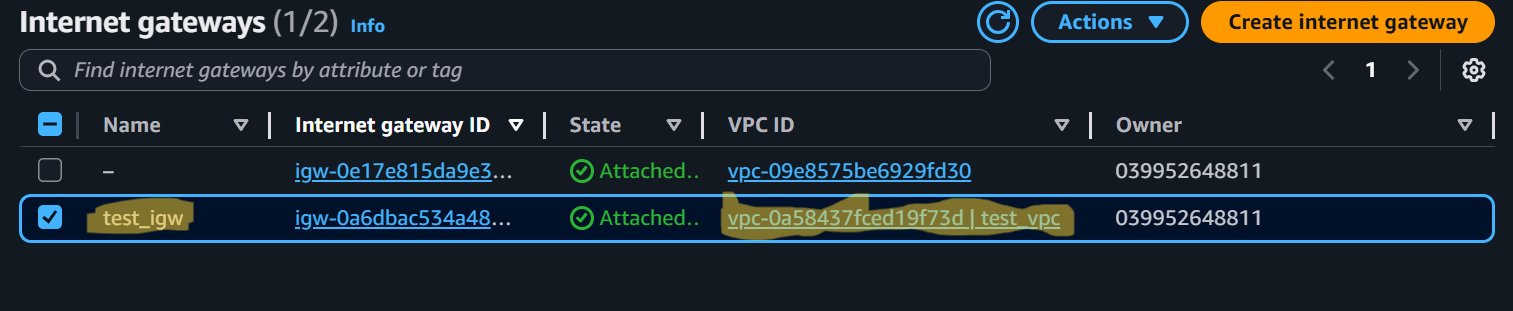 Internet gateways (1/2) Info Actions Create internet gateway
Find internet gateways by attribute or tag 1
Name Internet gateway ID State VPC ID Owner
– igw-0e17e815da9e3... Attached.. vpc-09e8575be6929fd30 039952648811
test_igw igw-0a6dbac534a48... Attached.. vpc-0a58437fced19f73d | test_vpc 039952648811